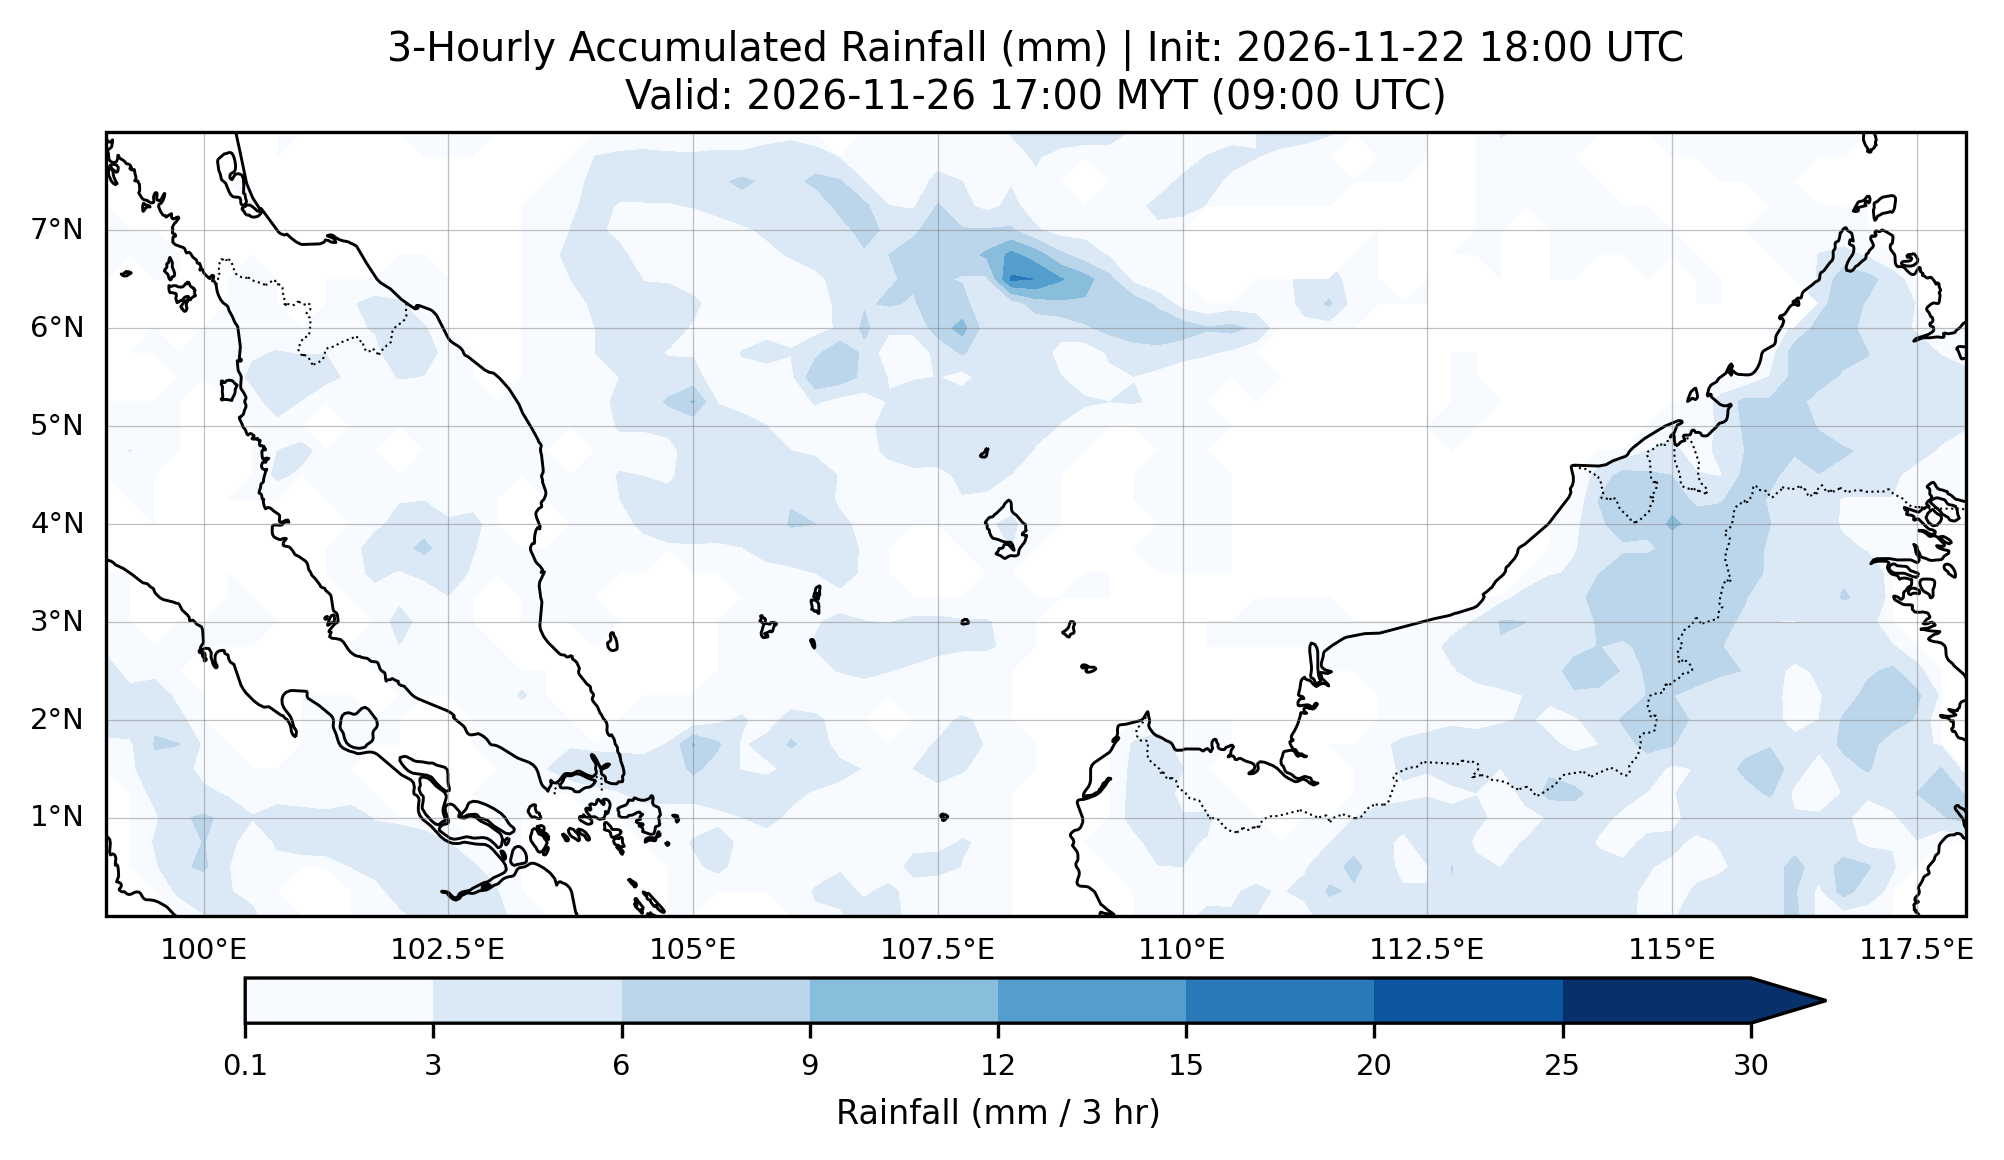 3-Hourly Accumulated Rainfall (mm) | Init: 2026-11-22 18:00 UTC
Valid: 2026-11-26 17:00 MYT (09:00 UTC)
7°N
6°N
5°N
4°N
3°N
2°N
1°N
100°E 102.5°E 105°E 107.5°E 110°E 112.5°E 115°E 117.5°E
0.1 3 6 9 12 15 20 25 30
Rainfall (mm / 3 hr)